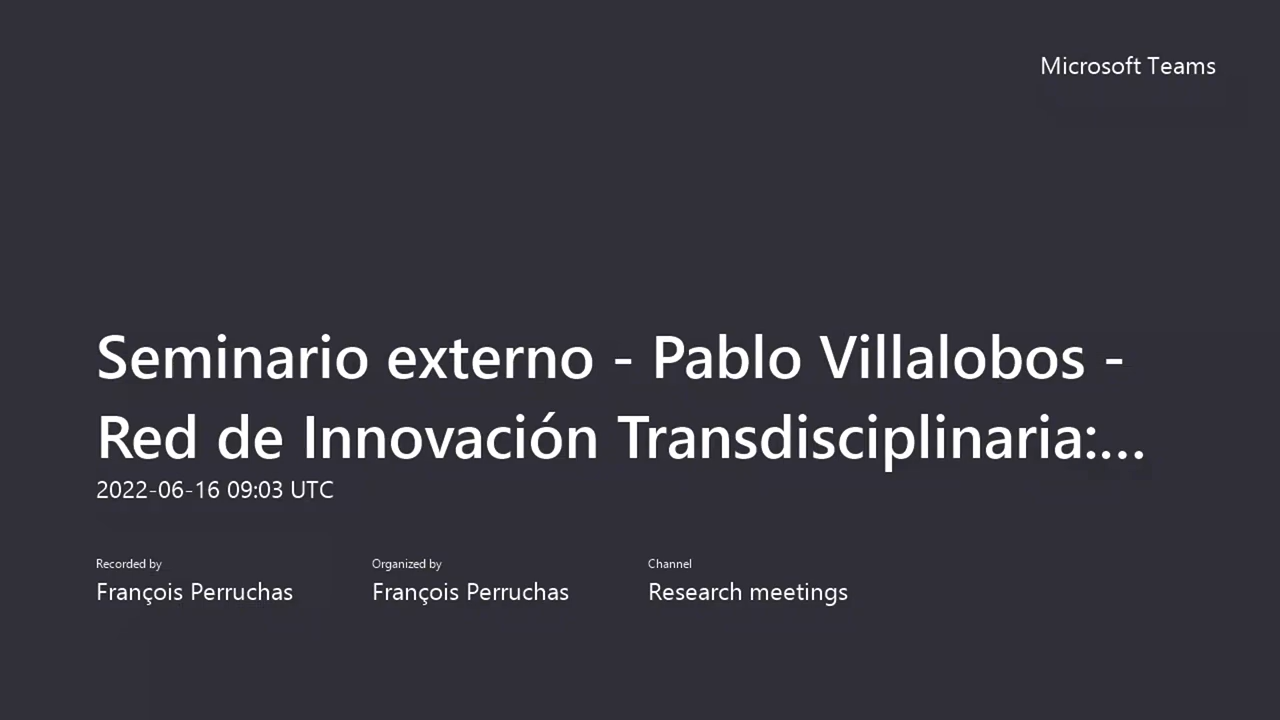 Microsoft Teams
Seminario externo - Pablo Villalobos -
Red de Innovación Transdisciplinaria:...
2022-06-16 09:03 UTC
Recorded by
François Perruchas
Organized by
François Perruchas
Channel
Research meetings